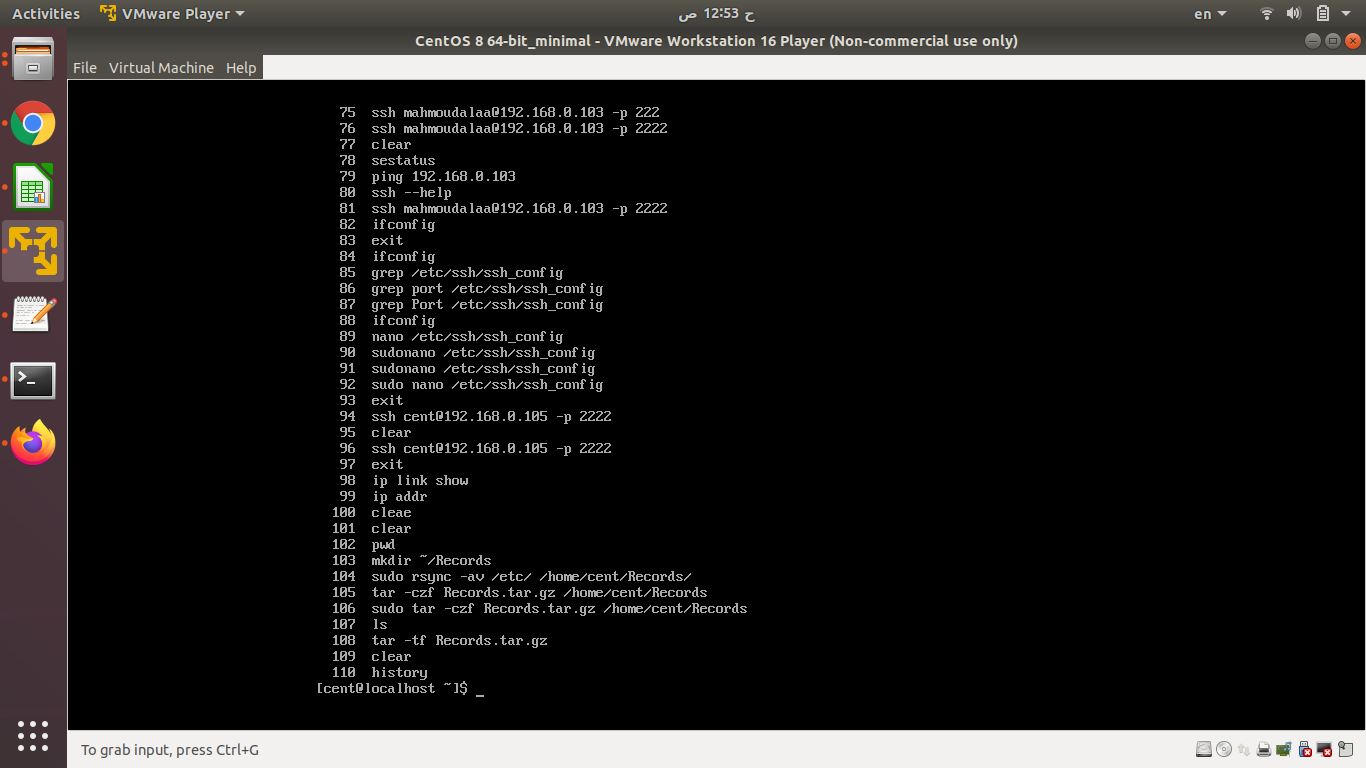 Activities VMware Player ح 12:53 ص en
CentOS 8 64-bit_minimal - VMware Workstation 16 Player (Non-commercial use only)
File Virtual Machine Help
75 ssh mahmoudalaa@192.168.0.103 -p 222
76 ssh mahmoudalaa@192.168.0.103 -p 2222
77 clear
78 sestatus
79 ping 192.168.0.103
80 ssh --help
81 ssh mahmoudalaa@192.168.0.103 -p 2222
82 ifconfig
83 exit
84 ifconfig
85 grep /etc/ssh/ssh_config
86 grep port /etc/ssh/ssh_config
87 grep Port /etc/ssh/ssh_config
88 ifconfig
89 nano /etc/ssh/ssh_config
90 sudonano /etc/ssh/ssh_config
91 sudonano /etc/ssh/ssh_config
92 sudo nano /etc/ssh/ssh_config
93 exit
94 ssh cent@192.168.0.105 -p 2222
95 clear
96 ssh cent@192.168.0.105 -p 2222
97 exit
98 ip link show
99 ip addr
100 cleae
101 clear
102 pwd
103 mkdir ~/Records
104 sudo rsync -av /etc/ /home/cent/Records/
105 tar -czf Records.tar.gz /home/cent/Records
106 sudo tar -czf Records.tar.gz /home/cent/Records
107 ls
108 tar -tf Records.tar.gz
109 clear
110 history
[cent@localhost ~]$ _
To grab input, press Ctrl+G